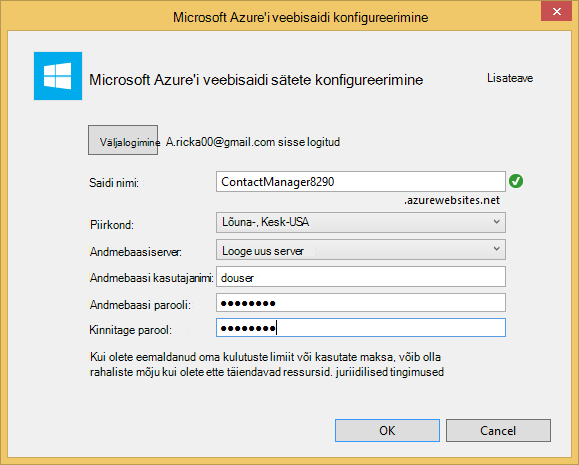 Microsoft Azure'i veebisaidi konfigureerimine
Microsoft Azure'i veebisaidi sätete konfigureerimine
Lisateave
Väljalogimine A.ricka00@gmail.com sisse logitud
Saidi nimi: ContactManager8290
.azurewebsites.net
Piirkond: Lõuna-, Kesk-USA
Andmebaasiserver: Looge uus server
Andmebaasi kasutajanimi: douser
Andmebaasi parooli: ●●●●●●●●
Kinnitage parool: ●●●●●●●●
Kui olete eemaldanud oma kulutuste limiit või kasutate maksa, võib olla
rahaliste mõju kui olete ette täiendavad ressursid. juriidilised tingimused
OK Cancel